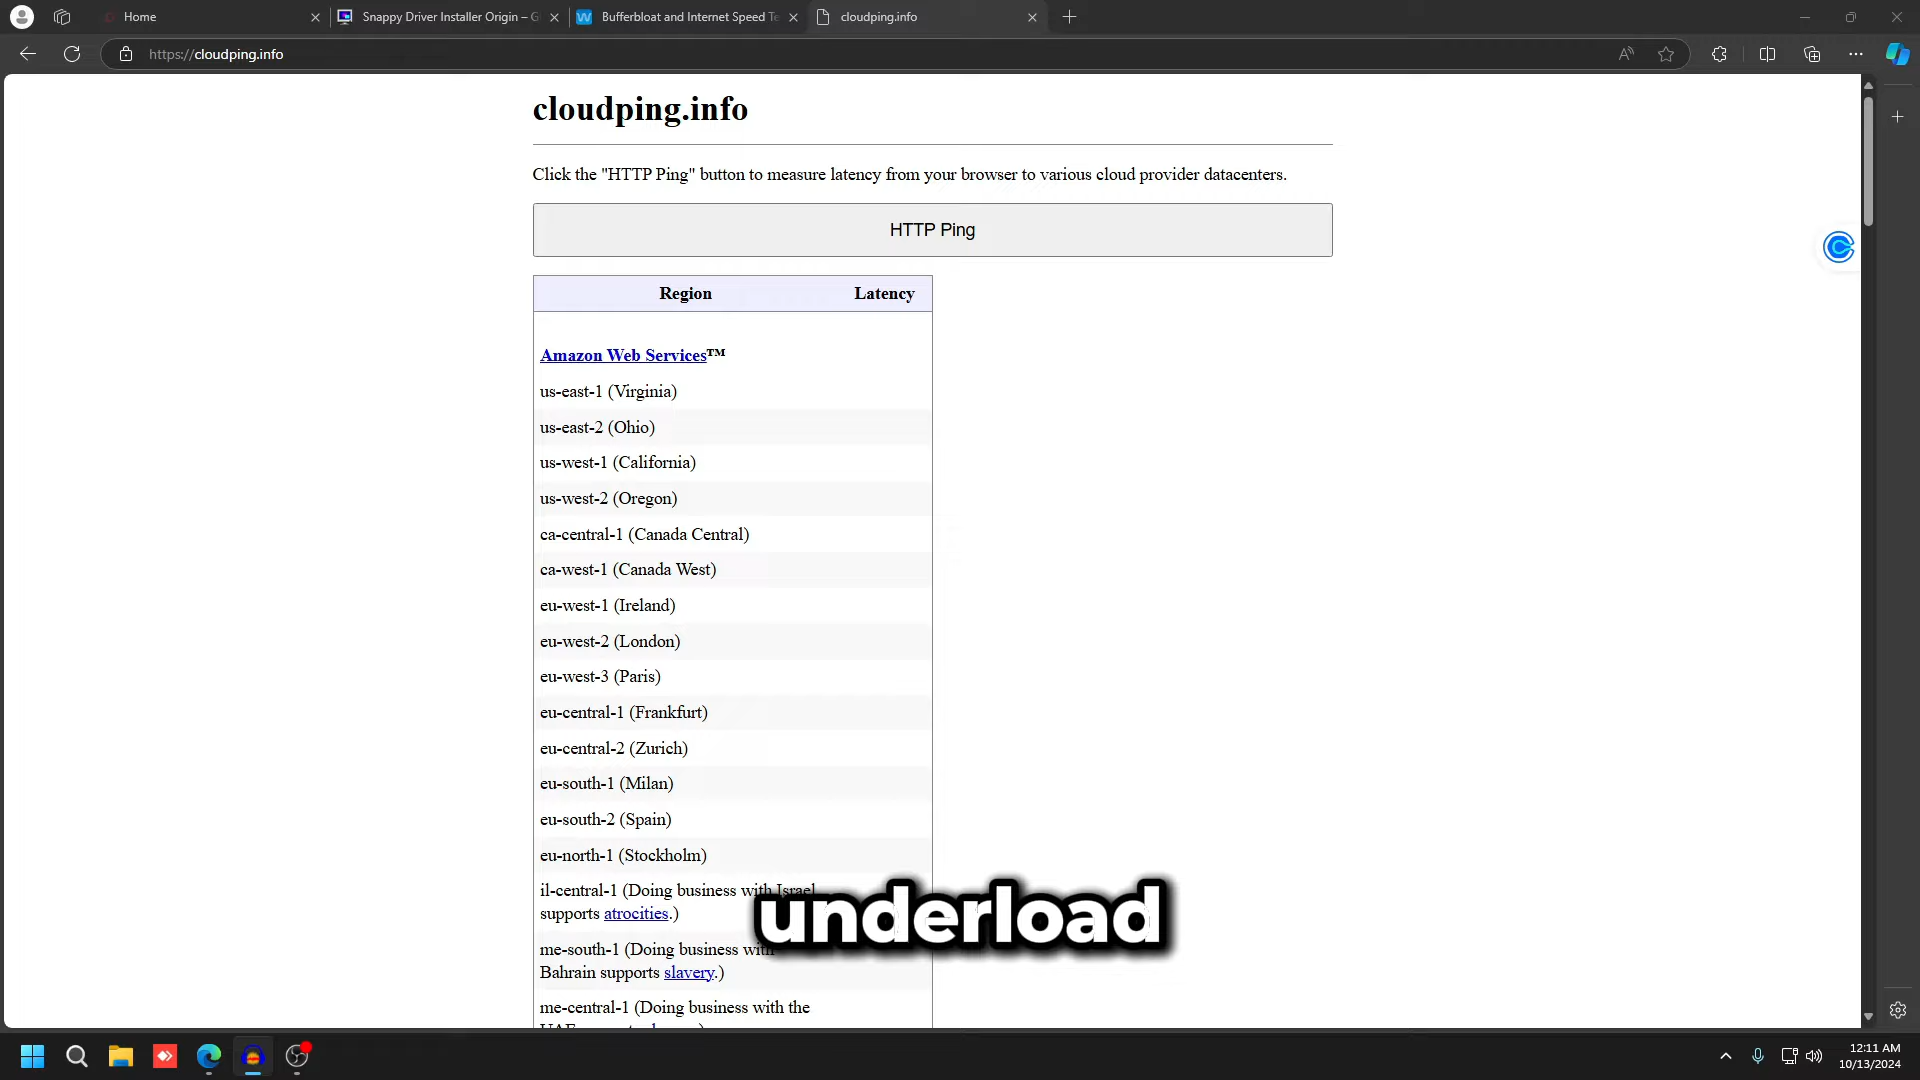 Home
Snappy Driver Installer Origin – G
Bufferbloat and Internet Speed Te
cloudping.info
https://cloudping.info
cloudping.info
Click the "HTTP Ping" button to measure latency from your browser to various cloud provider datacenters.
HTTP Ping
Region Latency
Amazon Web Services™
us-east-1 (Virginia)
us-east-2 (Ohio)
us-west-1 (California)
us-west-2 (Oregon)
ca-central-1 (Canada Central)
ca-west-1 (Canada West)
eu-west-1 (Ireland)
eu-west-2 (London)
eu-west-3 (Paris)
eu-central-1 (Frankfurt)
eu-central-2 (Zurich)
eu-south-1 (Milan)
eu-south-2 (Spain)
eu-north-1 (Stockholm)
il-central-1 (Doing business with Israel
supports atrocities.)
underload
me-south-1 (Doing business with
Bahrain supports slavery.)
me-central-1 (Doing business with the
12:11 AM
10/13/2024